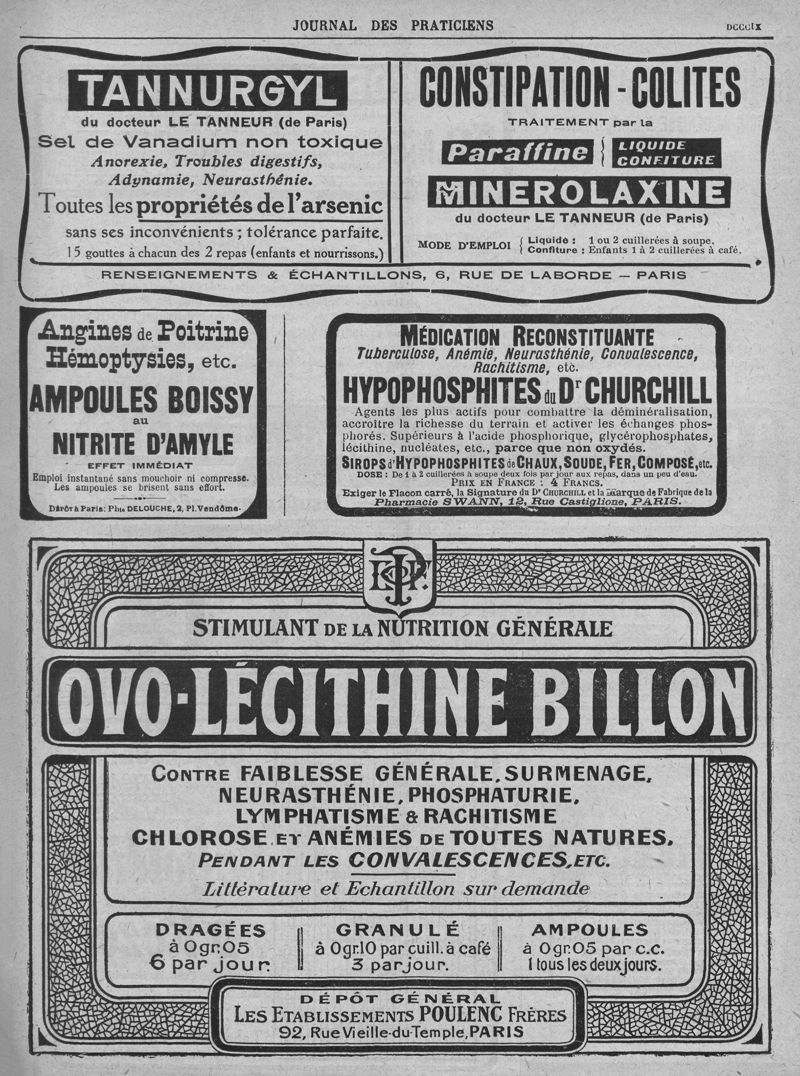 JOURNAL DES PRATICIENS
TANNURGYL
du docteur LE TANNEUR (de Paris)
Sel de Vanadium non toxique
Anorexie, Troubles digestifs,
Adynamie, Neurasthénie.
Toutes les propriétés de l'arsenic
sans ses inconvénients ; tolérance parfaite.
15 gouttes à chacun des 2 repas (enfants et nourrissons.)
CONSTIPATION - COLITES
TRAITEMENT par la
Paraffine { LIQUIDE
CONFITURE
MINEROLAXINE
du docteur LE TANNEUR (de Paris)
MODE D'EMPLOI { Liquide : 1 ou 2 cuillerées à soupe.
Confiture : Enfants 1 à 2 cuillerées à café.
RENSEIGNEMENTS & ÉCHANTILLONS, 6, RUE DE LABORDE — PARIS
Angines de Poitrine
Hémoptysies, etc.
AMPOULES BOISSY
au
NITRITE D'AMYLE
EFFET IMMÉDIAT
Emploi instantané sans mouchoir ni compresse.
Les ampoules se brisent sans effort.
Dépôt à Paris: Phie DELOUCHE, 2, Pl. Vendôme.
MÉDICATION RECONSTITUANTE
Tuberculose, Anémie, Neurasthénie, Convalescence,
Rachitisme, etc.
HYPOPHOSPHITES du Dr CHURCHILL
Agents les plus actifs pour combattre la déminéralisation,
accroître la richesse du terrain et activer les échanges phos-
phorés. Supérieurs à l'acide phosphorique, glycérophosphates,
lécithine, nucléates, etc., parce que non oxydés.
SIROPS d'HYPOPHOSPHITES de CHAUX, SOUDE, FER, COMPOSÉ, etc.
DOSE : De 1 à 2 cuillerées à soupe deux fois par jour aux repas, dans un peu d'eau.
PRIX EN FRANCE : 4 FRANCS.
Exiger le Flacon carré, la Signature du Dr CHURCHILL et la Marque de Fabrique de la
Pharmacie SWANN, 12, Rue Castiglione, PARIS.
STIMULANT DE LA NUTRITION GÉNÉRALE
OVO-LÉCITHINE BILLON
CONTRE FAIBLESSE GÉNÉRALE, SURMENAGE,
NEURASTHÉNIE, PHOSPHATURIE,
LYMPHATISME & RACHITISME
CHLOROSE ET ANÉMIES DE TOUTES NATURES,
PENDANT LES CONVALESCENCES, ETC.
Littérature et Echantillon sur demande
DRAGÉES
à 0 gr. 05
6 par jour.
GRANULÉ
à 0 gr. 10 par cuill. à café
3 par jour.
AMPOULES
à 0 gr. 05 par c.c.
1 tous les deux jours.
DÉPÔT GÉNÉRAL
LES ETABLISSEMENTS POULENC FRÈRES
92, Rue Vieille-du-Temple, PARIS